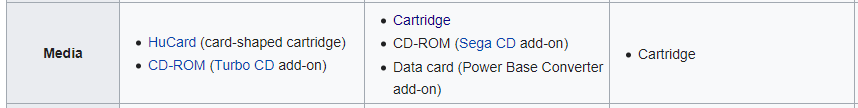 Media
HuCard (card-shaped cartridge)
CD-ROM (Turbo CD add-on)
Cartridge
CD-ROM (Sega CD add-on)
Data card (Power Base Converter
add-on)
Cartridge